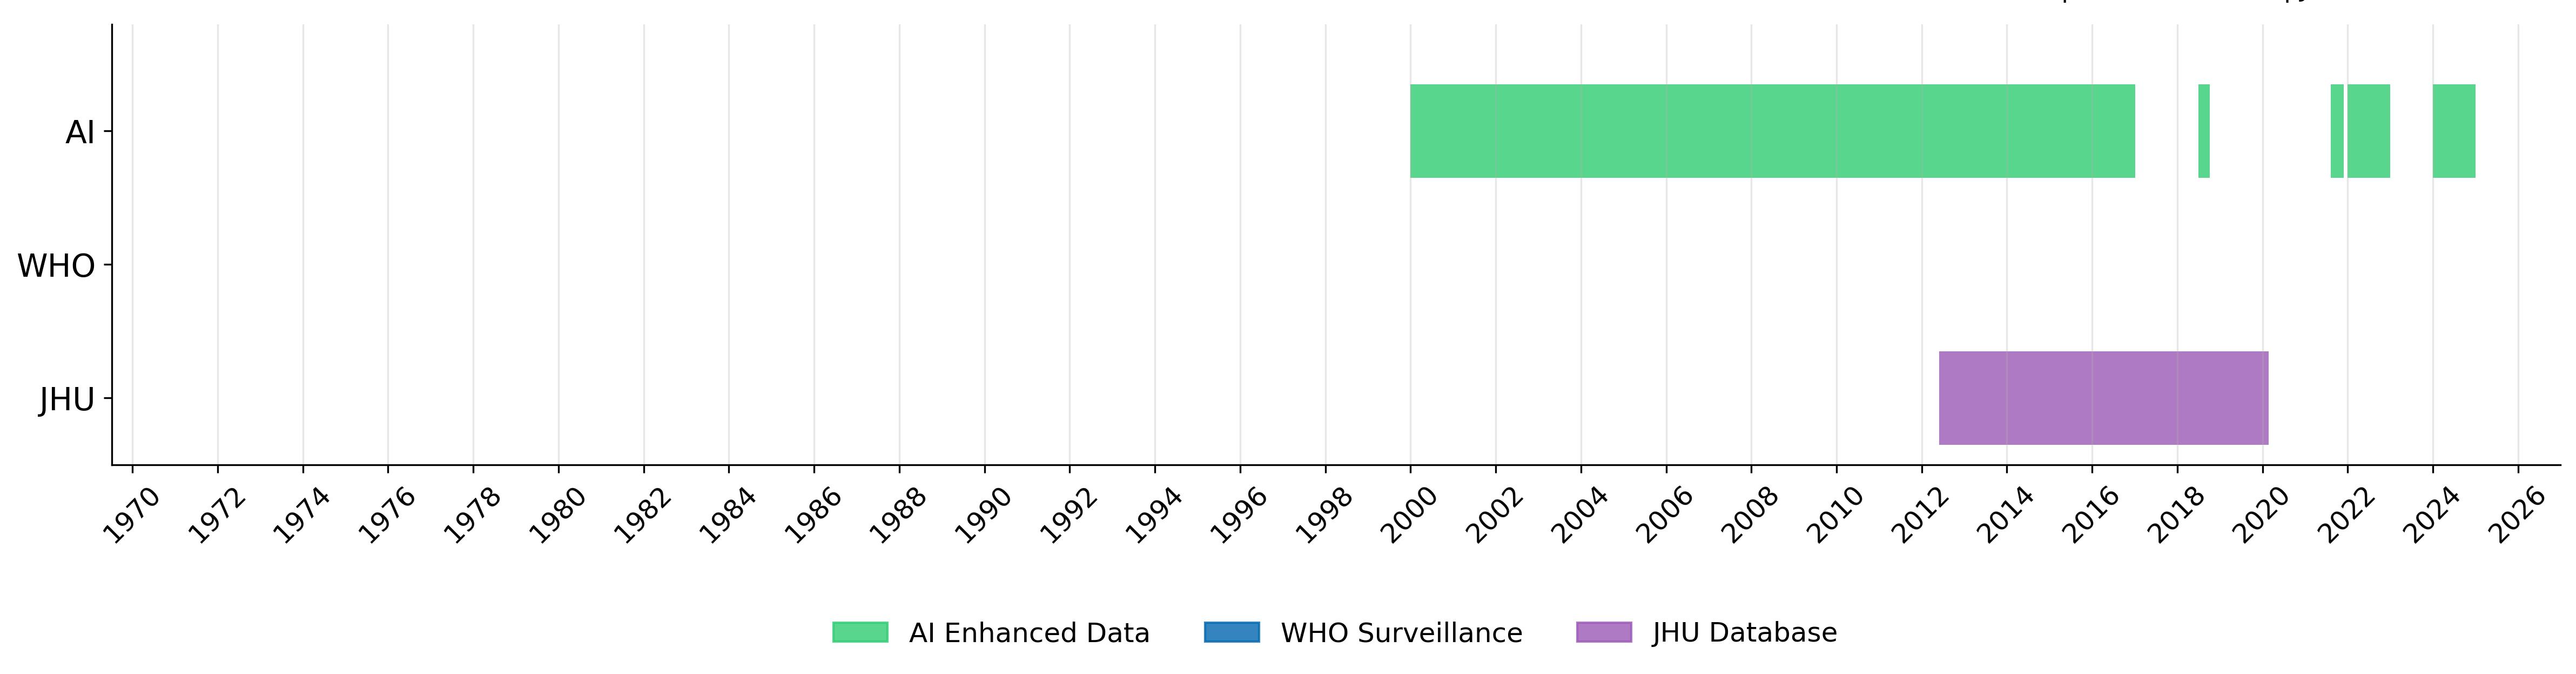 AI
WHO
JHU
1970 1972 1974 1976 1978 1980 1982 1984 1986 1988 1990 1992 1994 1996 1998 2000 2002 2004 2006 2008 2010 2012 2014 2016 2018 2020 2022 2024 2026
AI Enhanced Data WHO Surveillance JHU Database